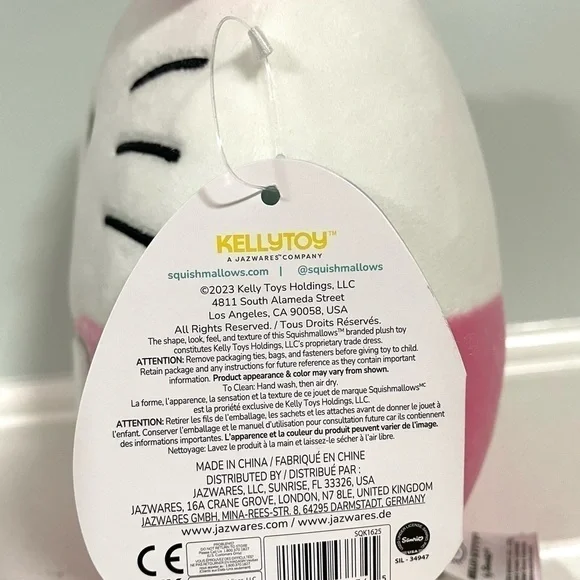 KELLYTOY™
A JAZWARES™ COMPANY
squishmallows.com | @squishmallows
©2023 Kelly Toys Holdings, LLC
4811 South Alameda Street
Los Angeles, CA 90058, USA
All Rights Reserved. / Tous Droits Réservés.
The shape, look, feel, and texture of this Squishmallows™ branded plush toy
constitutes Kelly Toys Holdings, LLC's proprietary trade dress.
ATTENTION: Remove packaging ties, bags, and fasteners before giving toy to child.
Retain package and any instructions for future reference as they contain important
information. Product appearance & color may vary from shown.
To Clean: Hand wash, then air dry.
La forme, l'apparence, la sensation et la texture de ce jouet de marque Squishmallowsᴹᶜ
est la propriété exclusive de Kelly Toys Holdings, LLC.
ATTENTION: Retirer les fils de l'emballage, les sachets et les attaches avant de donner le jouet à
l'enfant. Conserver l'emballage et le manuel d'utilisation pour consultation future car ils contiennent
des informations importantes. L'apparence et la couleur du produit peuvent varier de l'image.
Nettoyage: Lavez le produit à la main et laissez-le sécher à l'air libre.
MADE IN CHINA / FABRIQUÉ EN CHINE
DISTRIBUTED BY / DISTRIBUÉ PAR :
JAZWARES, LLC, SUNRISE, FL 33326, USA
JAZWARES, 16A CRANE GROVE, LONDON, N7 8LE, UNITED KINGDOM
JAZWARES GMBH, MINA-REES-STR. 8, 64295 DARMSTADT, GERMANY
www.jazwares.com / www.jazwares.de
CE
SQK1625
Sanrio
SIL - 34947